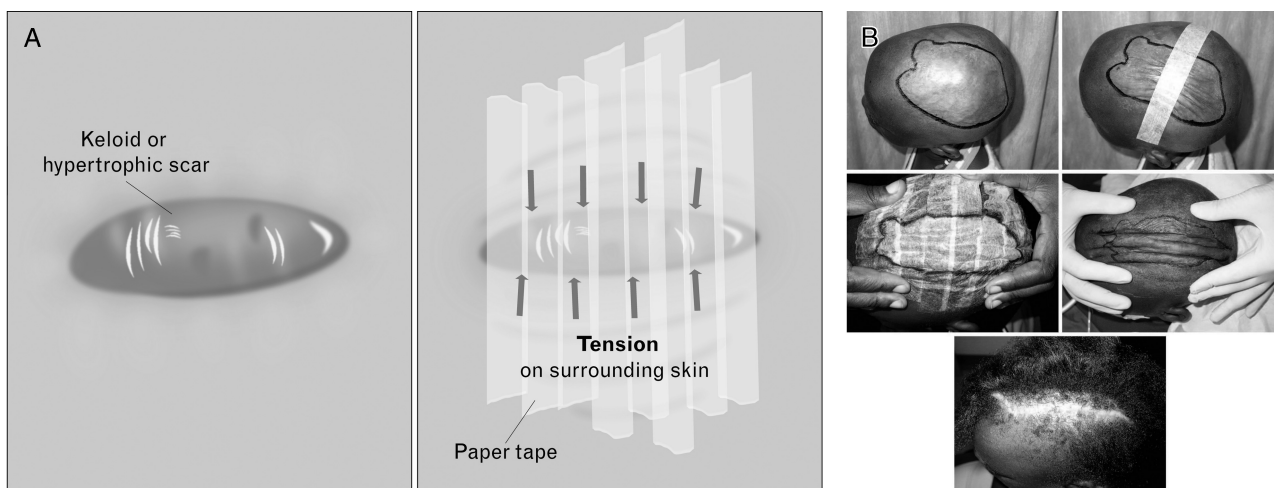 A
Keloid or
hypertrophic scar
Tension
on surrounding skin
Paper tape
B